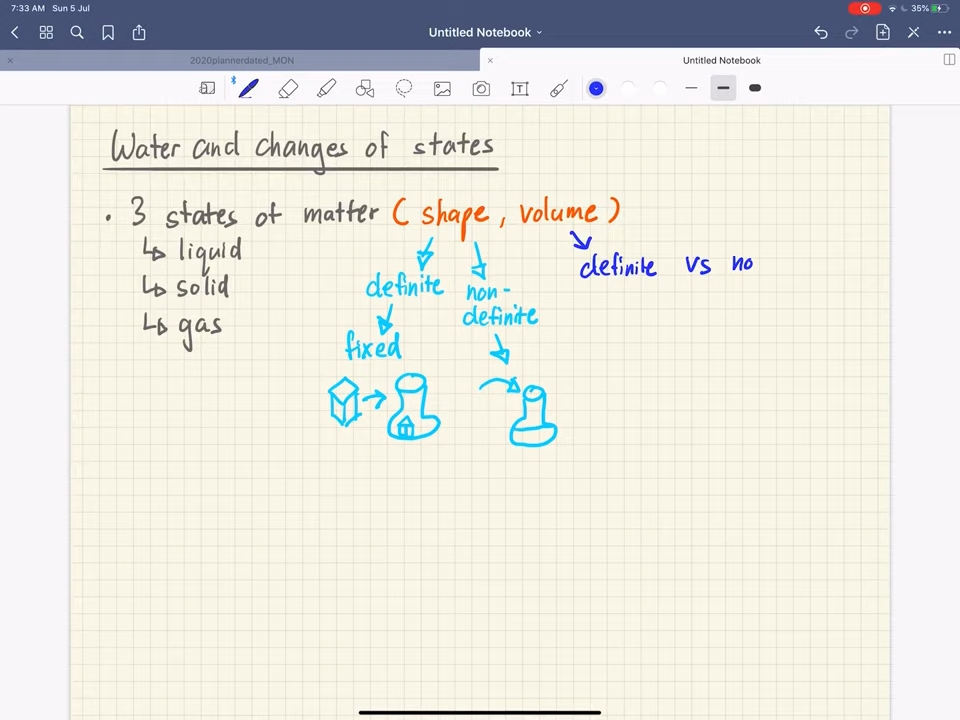 7:33 AM Sun 5 Jul
35%
Untitled Notebook
2020plannerdated_MON
Untitled Notebook
Water and changes of states
• 3 states of matter ( shape , volume )
liquid
definite vs no
solid
definite
non-
definite
gas
fixed